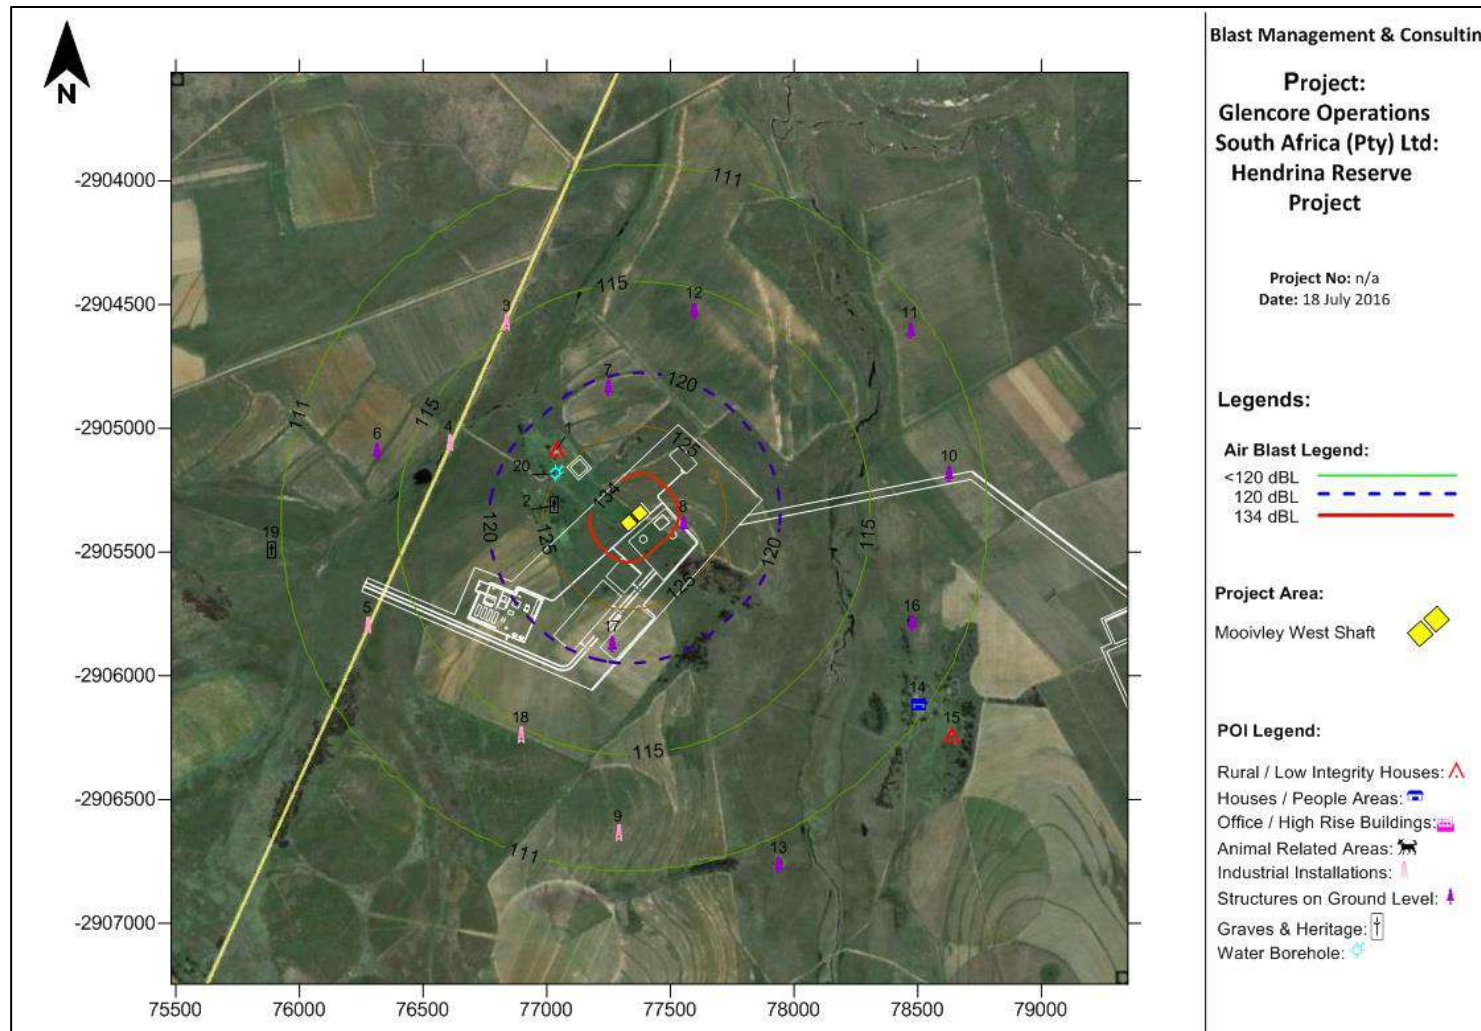 N
Blast Management & Consultin
Project:
Glencore Operations
South Africa (Pty) Ltd:
Hendrina Reserve
Project
Project No: n/a
Date: 18 July 2016
Legends:
Air Blast Legend:
<120 dBL
120 dBL
134 dBL
Project Area:
Mooivley West Shaft
POI Legend:
Rural / Low Integrity Houses:
Houses / People Areas:
Office / High Rise Buildings:
Animal Related Areas:
Industrial Installations:
Structures on Ground Level:
Graves & Heritage:
Water Borehole:
-2904000
-2904500
-2905000
-2905500
-2906000
-2906500
-2907000
75500 76000 76500 77000 77500 78000 78500 79000
111
115
12
3
11
7
120
115
111
4
1
125
6
20
10
134
2
8
19
120
125
120
115
125
5
16
17
14
18
15
115
9
111
13